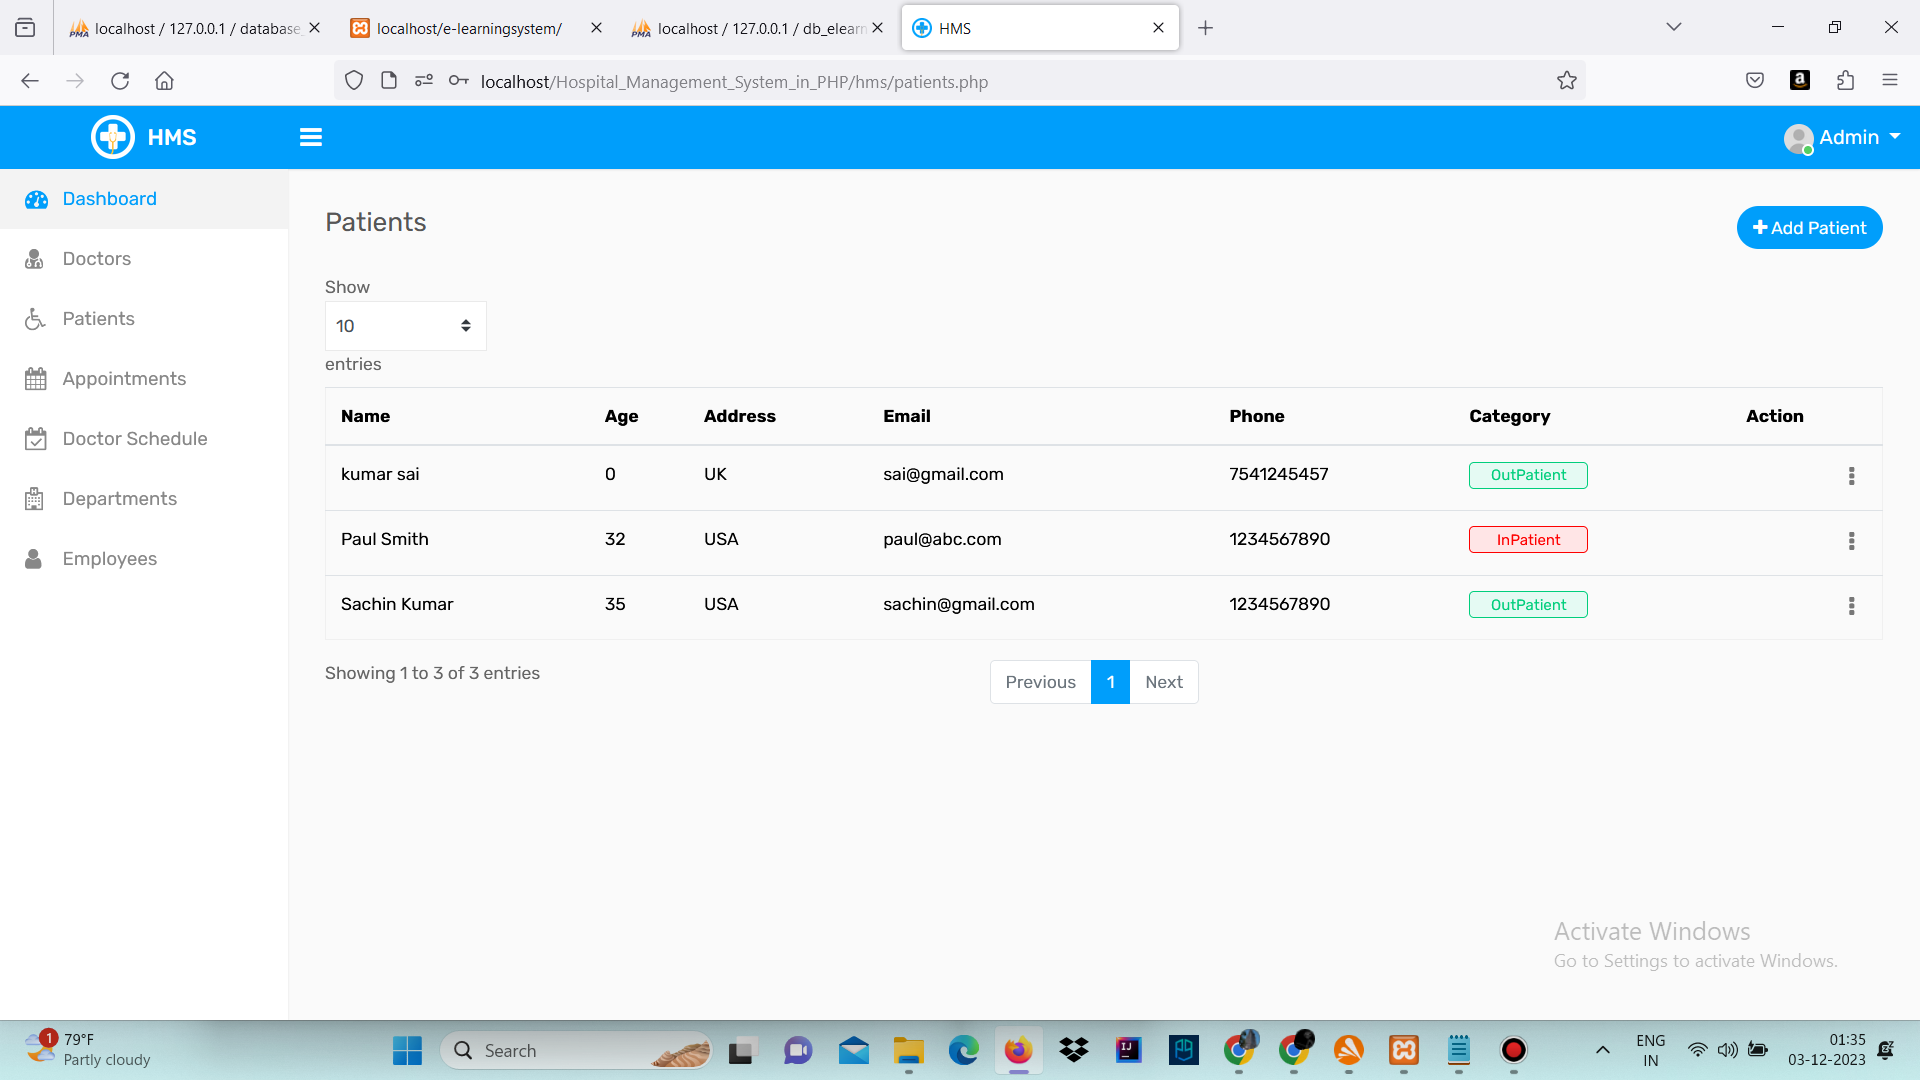 localhost / 127.0.0.1 / database_
localhost/e-learningsystem/
localhost / 127.0.0.1 / db_elearn
HMS
localhost/Hospital_Management_System_in_PHP/hms/patients.php
HMS
Admin
Dashboard
Doctors
Patients
Appointments
Doctor Schedule
Departments
Employees
Patients
Add Patient
Show
10
entries
Name Age Address Email Phone Category Action
kumar sai 0 UK sai@gmail.com 7541245457 OutPatient
Paul Smith 32 USA paul@abc.com 1234567890 InPatient
Sachin Kumar 35 USA sachin@gmail.com 1234567890 OutPatient
Showing 1 to 3 of 3 entries
Previous 1 Next
Activate Windows
Go to Settings to activate Windows.
1
79°F
Partly cloudy
Search
ENG
IN
01:35
03-12-2023